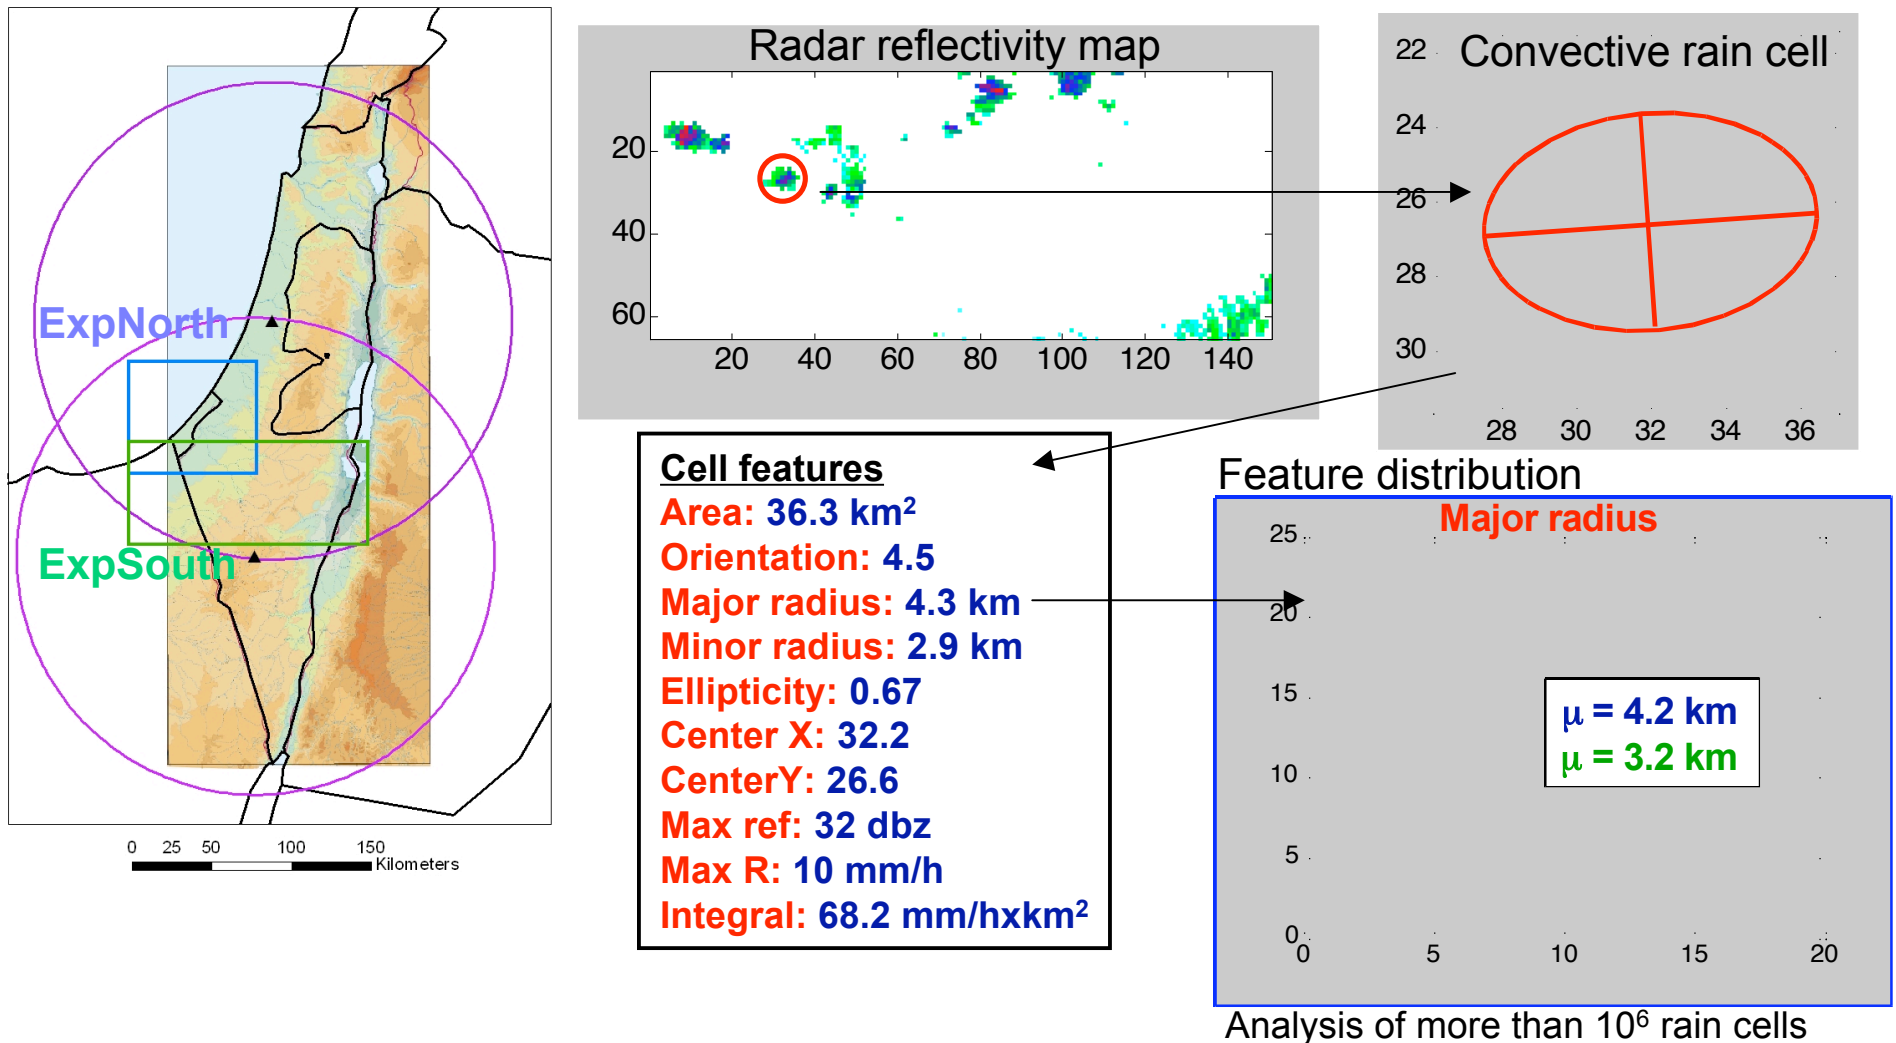 ExpNorth
ExpSouth
0 25 50 100 150
Kilometers
Radar reflectivity map
20
40
60
20 40 60 80 100 120 140
Convective rain cell
22
24
26
28
30
28 30 32 34 36
Cell features
Area: 36.3 km²
Orientation: 4.5
Major radius: 4.3 km
Minor radius: 2.9 km
Ellipticity: 0.67
Center X: 32.2
CenterY: 26.6
Max ref: 32 dbz
Max R: 10 mm/h
Integral: 68.2 mm/hxkm²
Feature distribution
Major radius
25
20
15
10
5
0
0 5 10 15 20
μ = 4.2 km
μ = 3.2 km
Analysis of more than 10⁶ rain cells